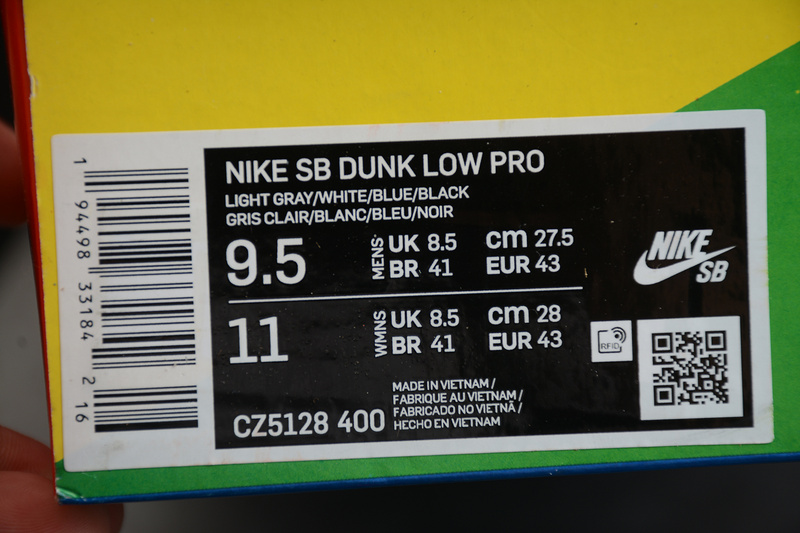 1 94498 33184 2 16
NIKE SB DUNK LOW PRO
LIGHT GRAY/WHITE/BLUE/BLACK
GRIS CLAIR/BLANC/BLEU/NOIR
9.5 MENS' UK 8.5 cm 27.5
BR 41 EUR 43
11 WMNS UK 8.5 cm 28
BR 41 EUR 43
CZ5128 400
MADE IN VIETNAM /
FABRIQUE AU VIETNAM /
FABRICADO NO VIETNÃ /
HECHO EN VIETNAM
NIKE
SB
RFID